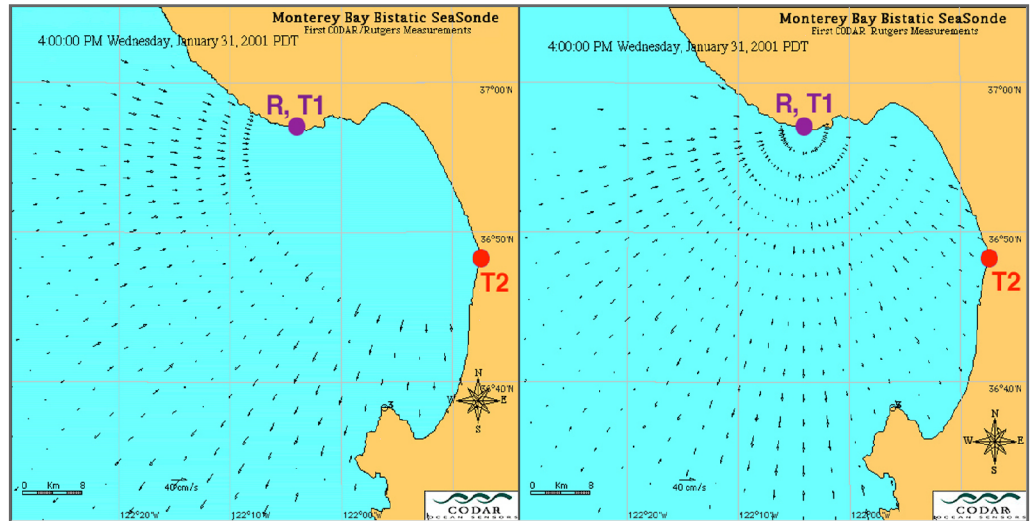 Monterey Bay Bistatic SeaSonde
First CODAR/Rutgers Measurements
4:00:00 PM Wednesday, January 31, 2001 PDT
37°00'N
R, T1
36°50'N
T2
36°40'N
N
W E
S
0 Km 8
40 cm/s
122°20'W
122°10'W
122°00'W
CODAR
OCEAN SENSORS
Monterey Bay Bistatic SeaSonde
First CODAR Rutgers Measurements
4:00:00 PM Wednesday, January 31, 2001 PDT
37°00'N
R, T1
36°50'N
T2
36°40'N
N
W E
S
0 Km 8
40 cm/s
122°20'W
122°10'W
122°00'W
CODAR
OCEAN SENSORS